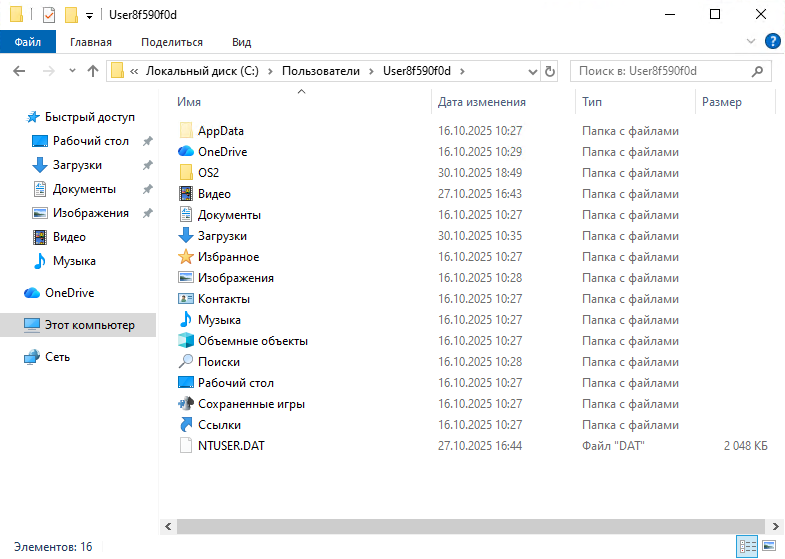 User8f590f0d
Файл Главная Поделиться Вид
« Локальный диск (C:) Пользователи User8f590f0d Поиск в: User8f590f0d
Имя Дата изменения Тип Размер
Быстрый доступ
Рабочий стол
Загрузки
Документы
Изображения
Видео
Музыка
OneDrive
Этот компьютер
Сеть
AppData 16.10.2025 10:27 Папка с файлами
OneDrive 16.10.2025 10:29 Папка с файлами
OS2 30.10.2025 18:49 Папка с файлами
Видео 27.10.2025 16:43 Папка с файлами
Документы 16.10.2025 10:27 Папка с файлами
Загрузки 30.10.2025 10:35 Папка с файлами
Избранное 16.10.2025 10:27 Папка с файлами
Изображения 16.10.2025 10:28 Папка с файлами
Контакты 16.10.2025 10:27 Папка с файлами
Музыка 16.10.2025 10:27 Папка с файлами
Объемные объекты 16.10.2025 10:27 Папка с файлами
Поиски 16.10.2025 10:28 Папка с файлами
Рабочий стол 16.10.2025 10:27 Папка с файлами
Сохраненные игры 16.10.2025 10:27 Папка с файлами
Ссылки 16.10.2025 10:27 Папка с файлами
NTUSER.DAT 27.10.2025 16:44 Файл "DAT" 2 048 КБ
Элементов: 16